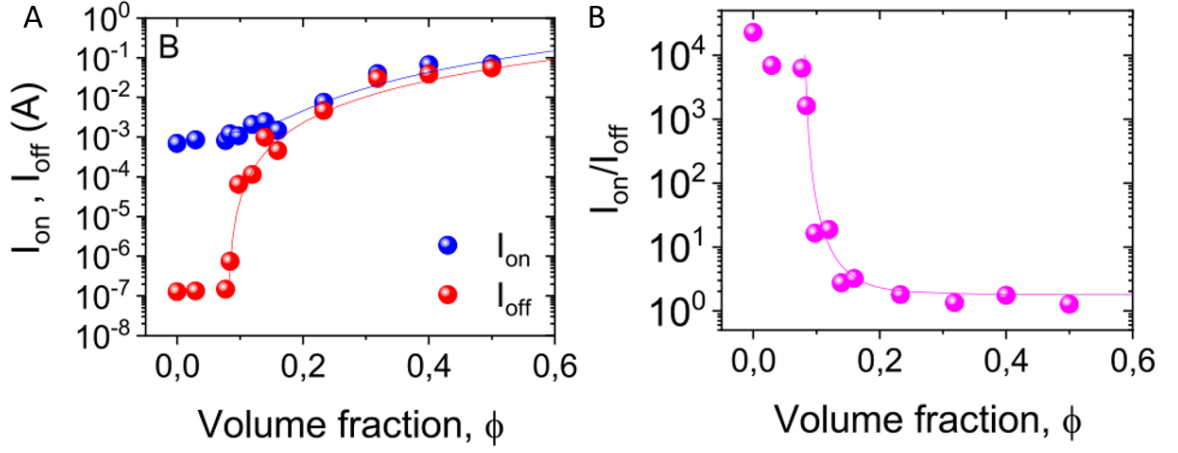 A
B
I_on , I_off (A)
10^0
10^-1
10^-2
10^-3
10^-4
10^-5
10^-6
10^-7
10^-8
I_on
I_off
0,0 0,2 0,4 0,6
Volume fraction, ϕ
B
I_on/I_off
10^4
10^3
10^2
10^1
10^0
0,0 0,2 0,4 0,6
Volume fraction, ϕ